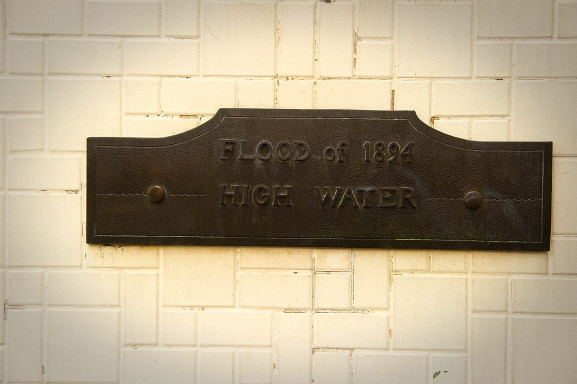 FLOOD of 1894
HIGH WATER